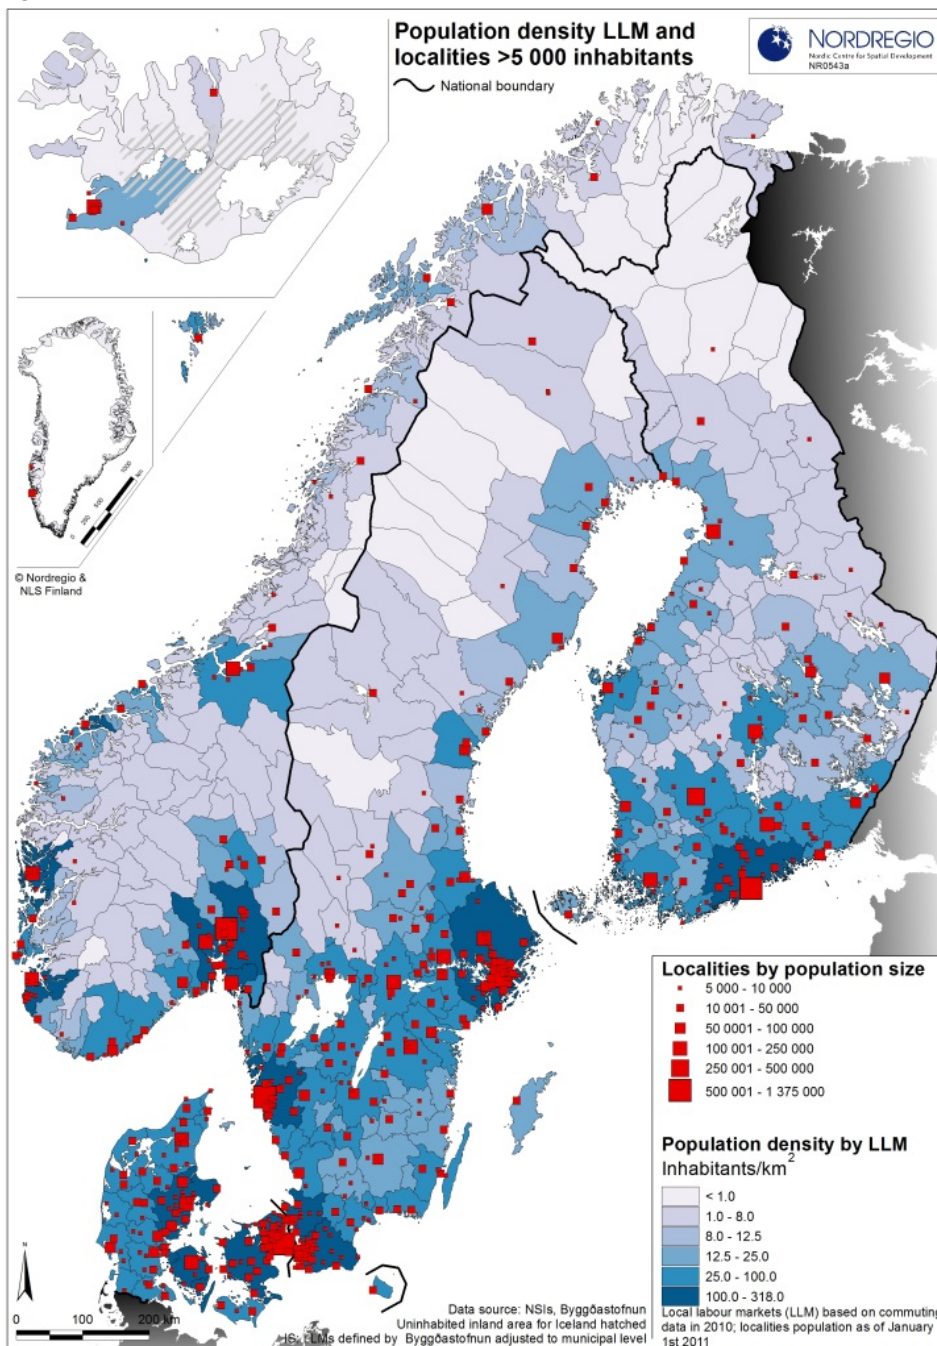 Population density LLM and
localities >5 000 inhabitants
National boundary
NORDREGIO
Nordic Centre for Spatial Development
NR0543a
0 250 500 1000
km
© Nordregio &
NLS Finland
Localities by population size
5 000 - 10 000
10 001 - 50 000
50 0001 - 100 000
100 001 - 250 000
250 001 - 500 000
500 001 - 1 375 000
Population density by LLM
Inhabitants/km²
< 1.0
1.0 - 8.0
8.0 - 12.5
12.5 - 25.0
25.0 - 100.0
100.0 - 318.0
N
0 100 200 km
Data source: NSIs, Byggðastofnun
Uninhabited inland area for Iceland hatched
IS: LLMs defined by Byggðastofnun adjusted to municipal level
Local labour markets (LLM) based on commuting
data in 2010; localities population as of January
1st 2011